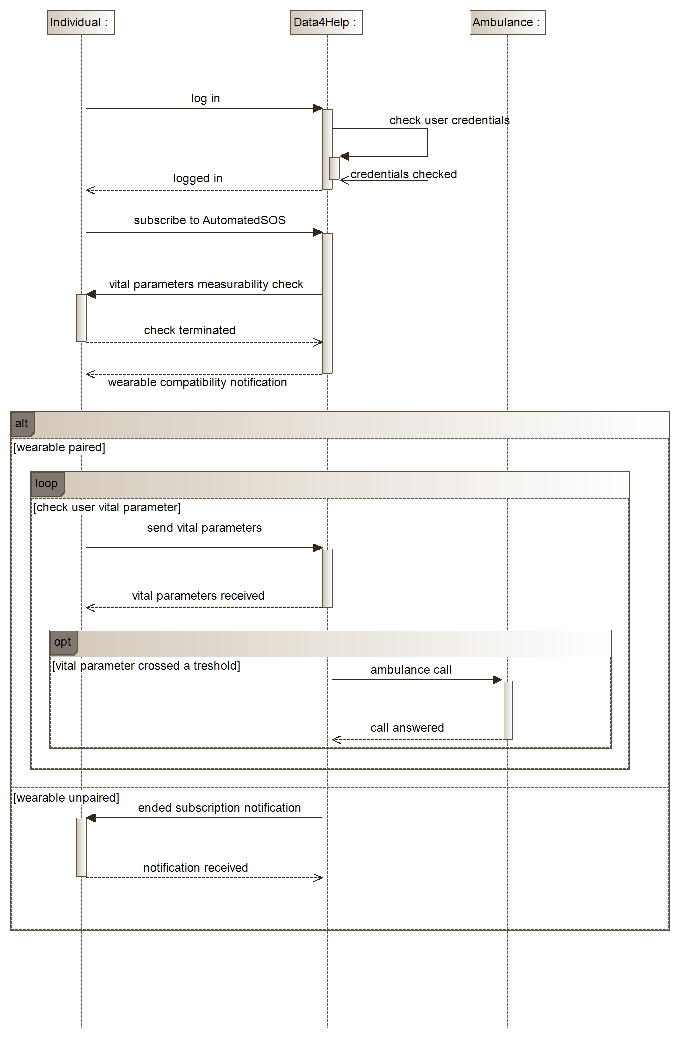 Individual :
Data4Help :
Ambulance :
log in
check user credentials
credentials checked
logged in
subscribe to AutomatedSOS
vital parameters measurability check
check terminated
wearable compatibility notification
alt
[wearable paired]
loop
[check user vital parameter]
send vital parameters
vital parameters received
opt
[vital parameter crossed a treshold]
ambulance call
call answered
[wearable unpaired]
ended subscription notification
notification received